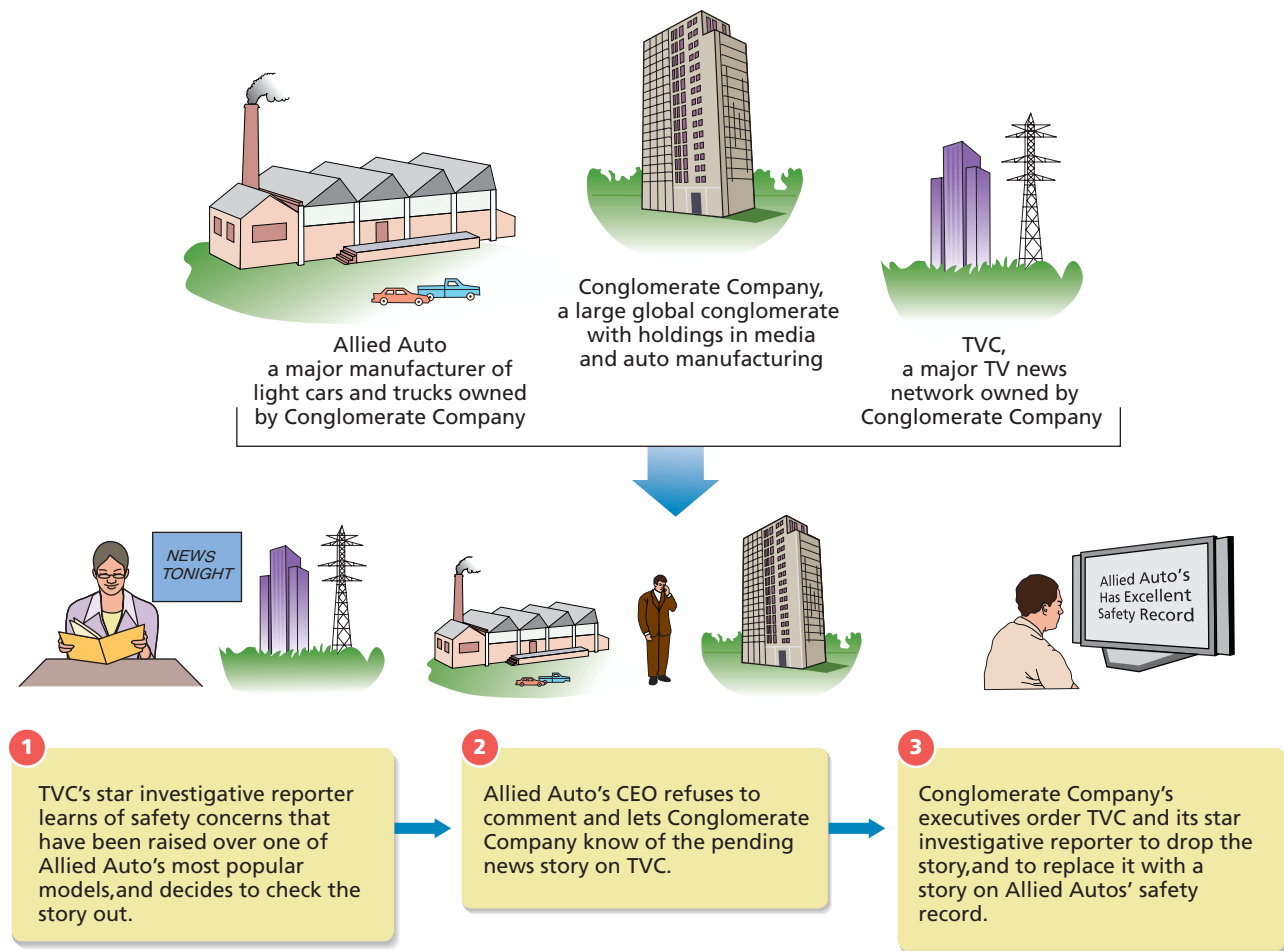 Conglomerate Company,
a large global conglomerate
with holdings in media
and auto manufacturing
Allied Auto
a major manufacturer of
light cars and trucks owned
by Conglomerate Company
TVC,
a major TV news
network owned by
Conglomerate Company
NEWS
TONIGHT
Allied Auto's
Has Excellent
Safety Record
1
TVC's star investigative reporter
learns of safety concerns that
have been raised over one of
Allied Auto's most popular
models,and decides to check the
story out.
2
Allied Auto's CEO refuses to
comment and lets Conglomerate
Company know of the pending
news story on TVC.
3
Conglomerate Company's
executives order TVC and its star
investigative reporter to drop the
story,and to replace it with a
story on Allied Autos' safety
record.